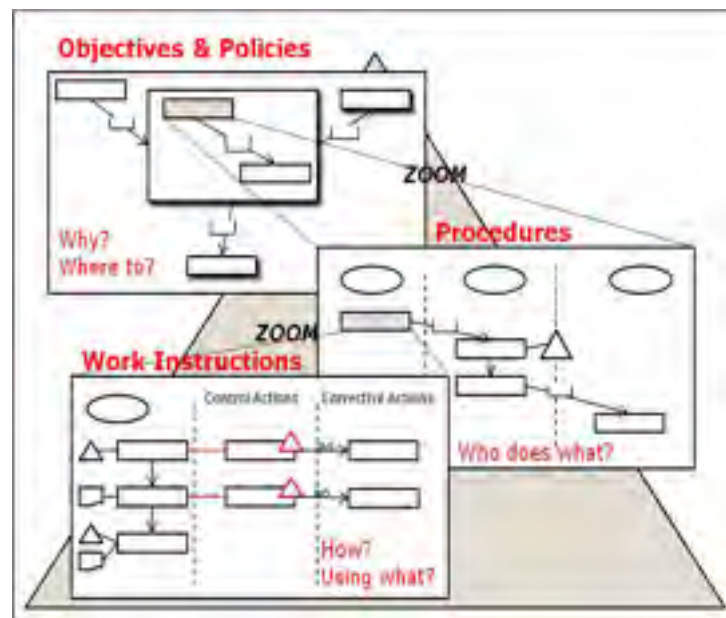 Objectives & Policies
ZOOM
Why?
Where to?
Procedures
ZOOM
Work Instructions
Control Actions
Corrective Actions
Who does what?
How?
Using what?